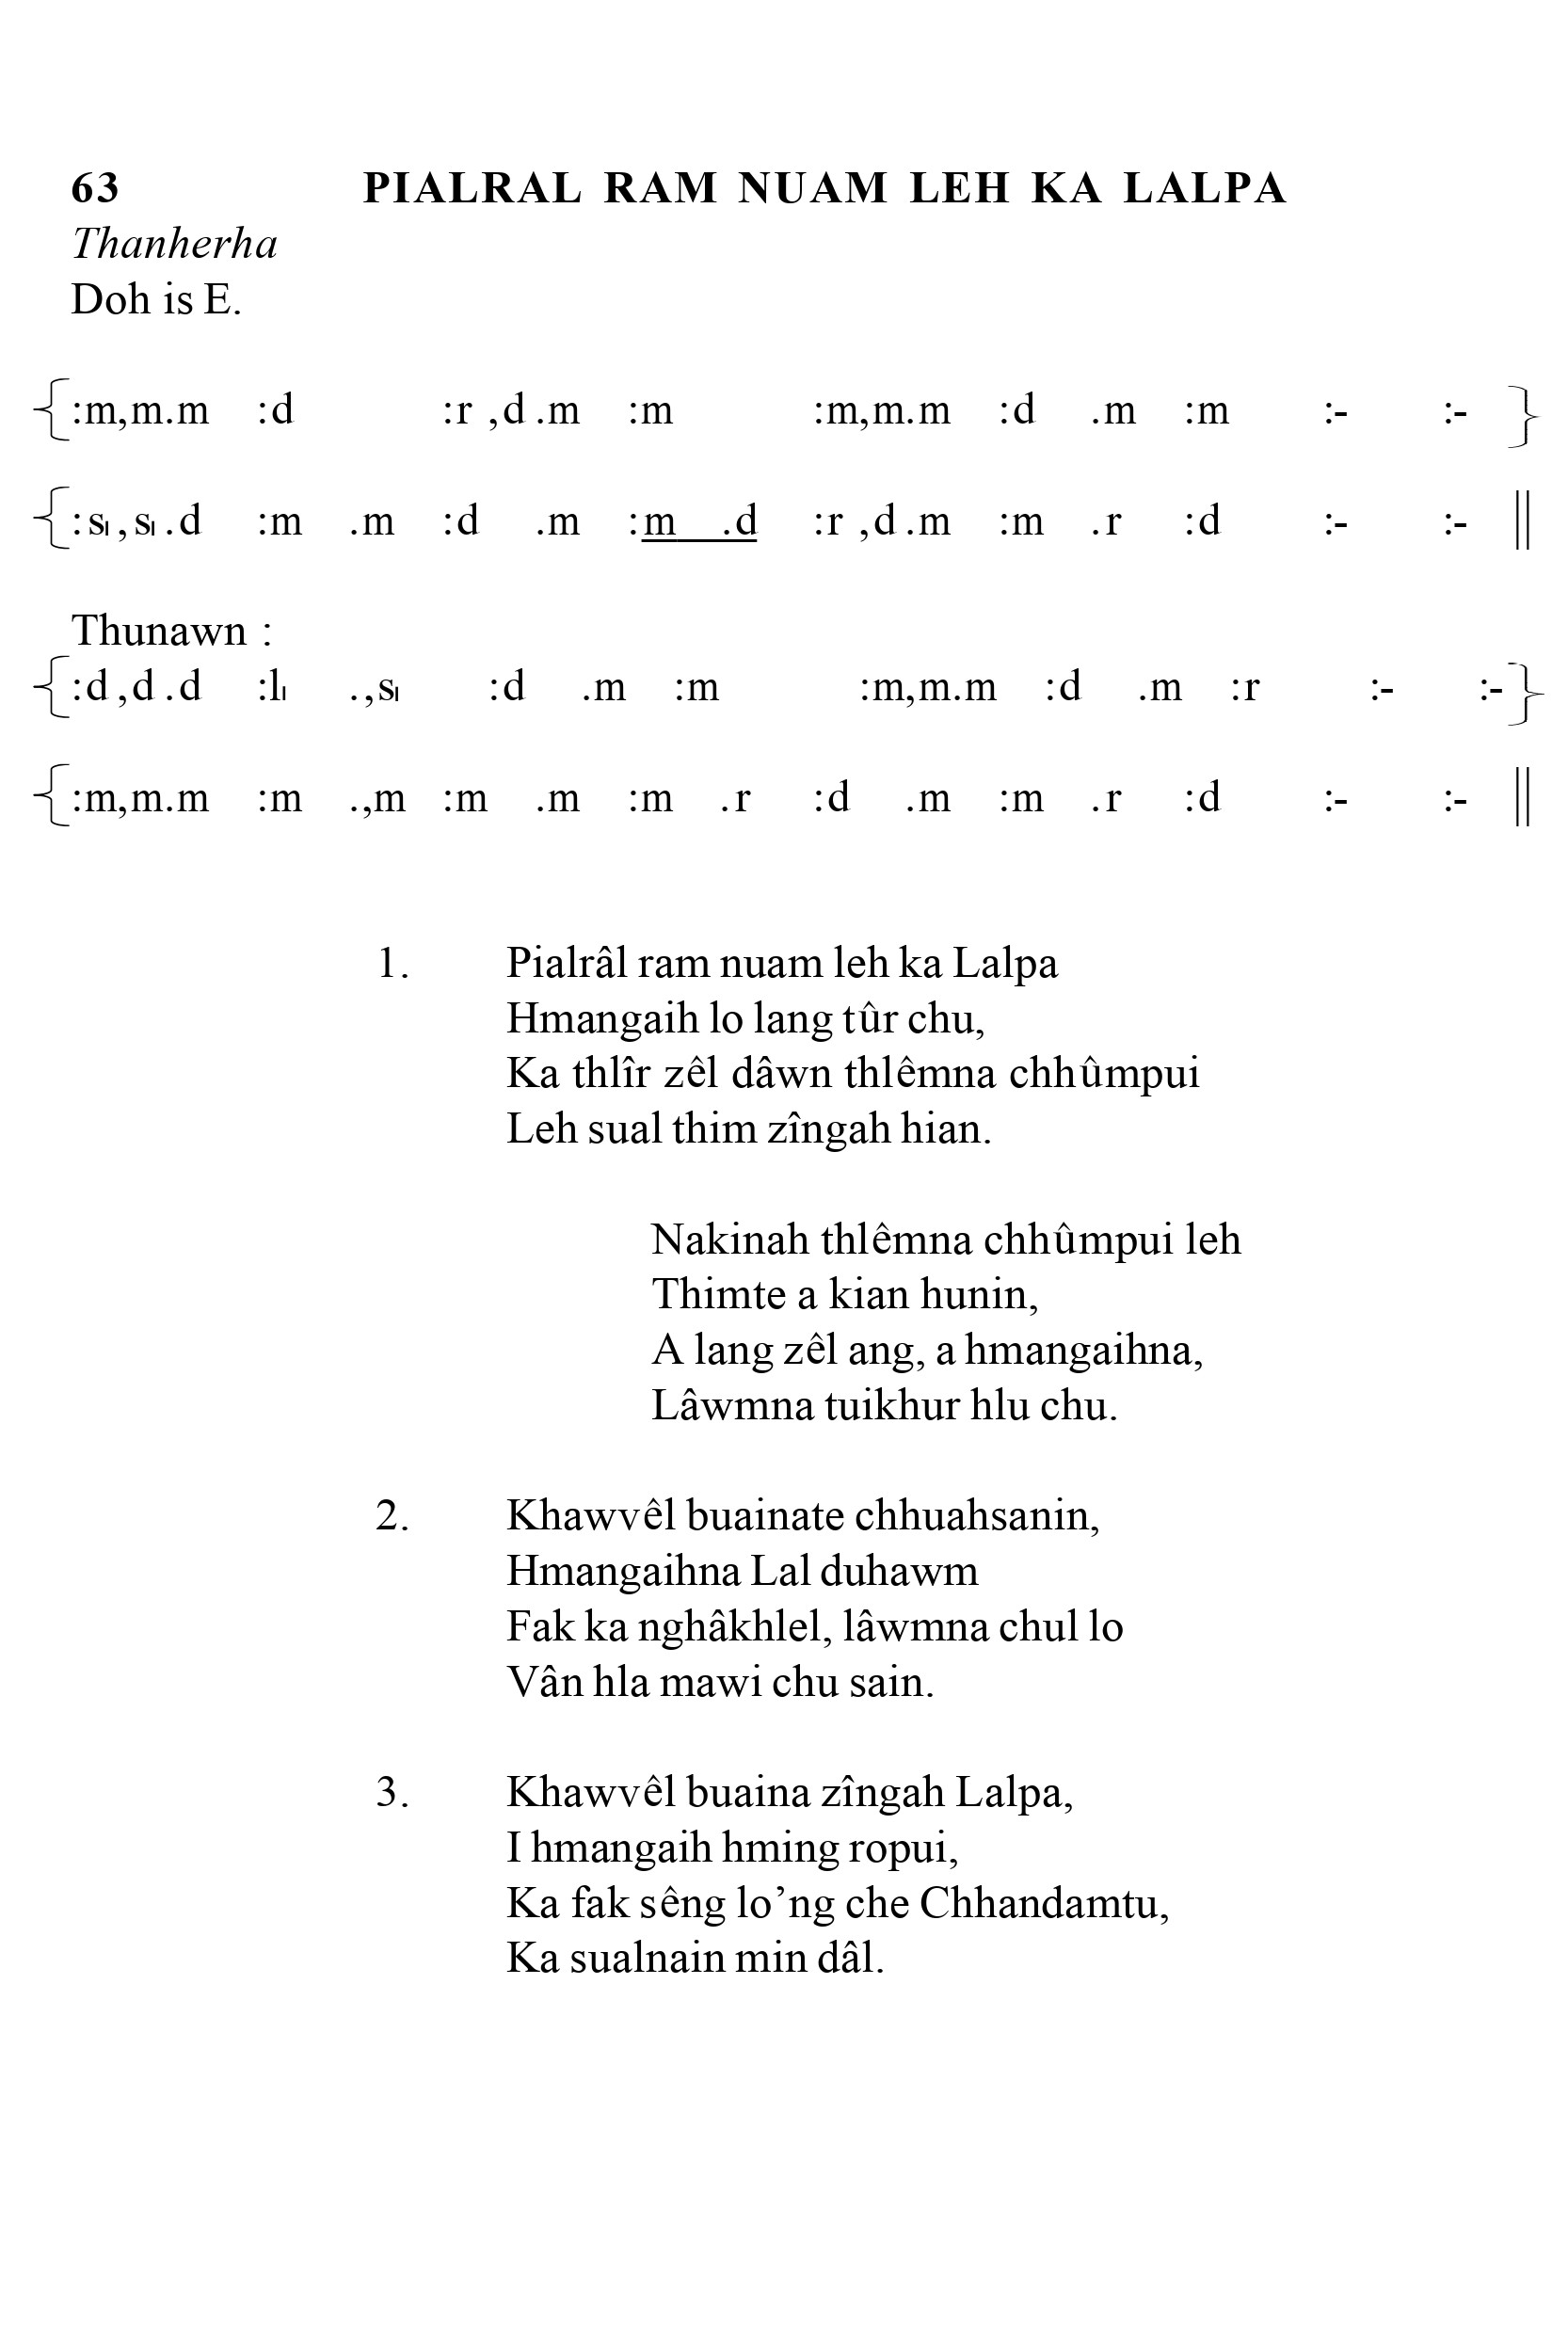 63 PIALRAL RAM NUAM LEH KA LALPA
Thanherha
Doh is E.
{:m,m.m :d :r ,d .m :m :m,m.m :d .m :m :- :- }
{:s₁ ,s₁ .d :m .m :d .m :m .d :r ,d .m :m .r :d :- :- ||
Thunawn :
{:d ,d .d :l₁ .,s₁ :d .m :m :m,m.m :d .m :r :- :- }
{:m,m.m :m .,m :m .m :m .r :d .m :m .r :d :- :- ||
1. Pialrâl ram nuam leh ka Lalpa
Hmangaih lo lang tûr chu,
Ka thlîr zêl dâwn thlêmna chhûmpui
Leh sual thim zîngah hian.
Nakinah thlêmna chhûmpui leh
Thimte a kian hunin,
A lang zêl ang, a hmangaihna,
Lâwmna tuikhur hlu chu.
2. Khawvêl buainate chhuahsanin,
Hmangaihna Lal duhawm
Fak ka nghâkhlel, lâwmna chul lo
Vân hla mawi chu sain.
3. Khawvêl buaina zîngah Lalpa,
I hmangaih hming ropui,
Ka fak sêng lo’ng che Chhandamtu,
Ka sualnain min dâl.